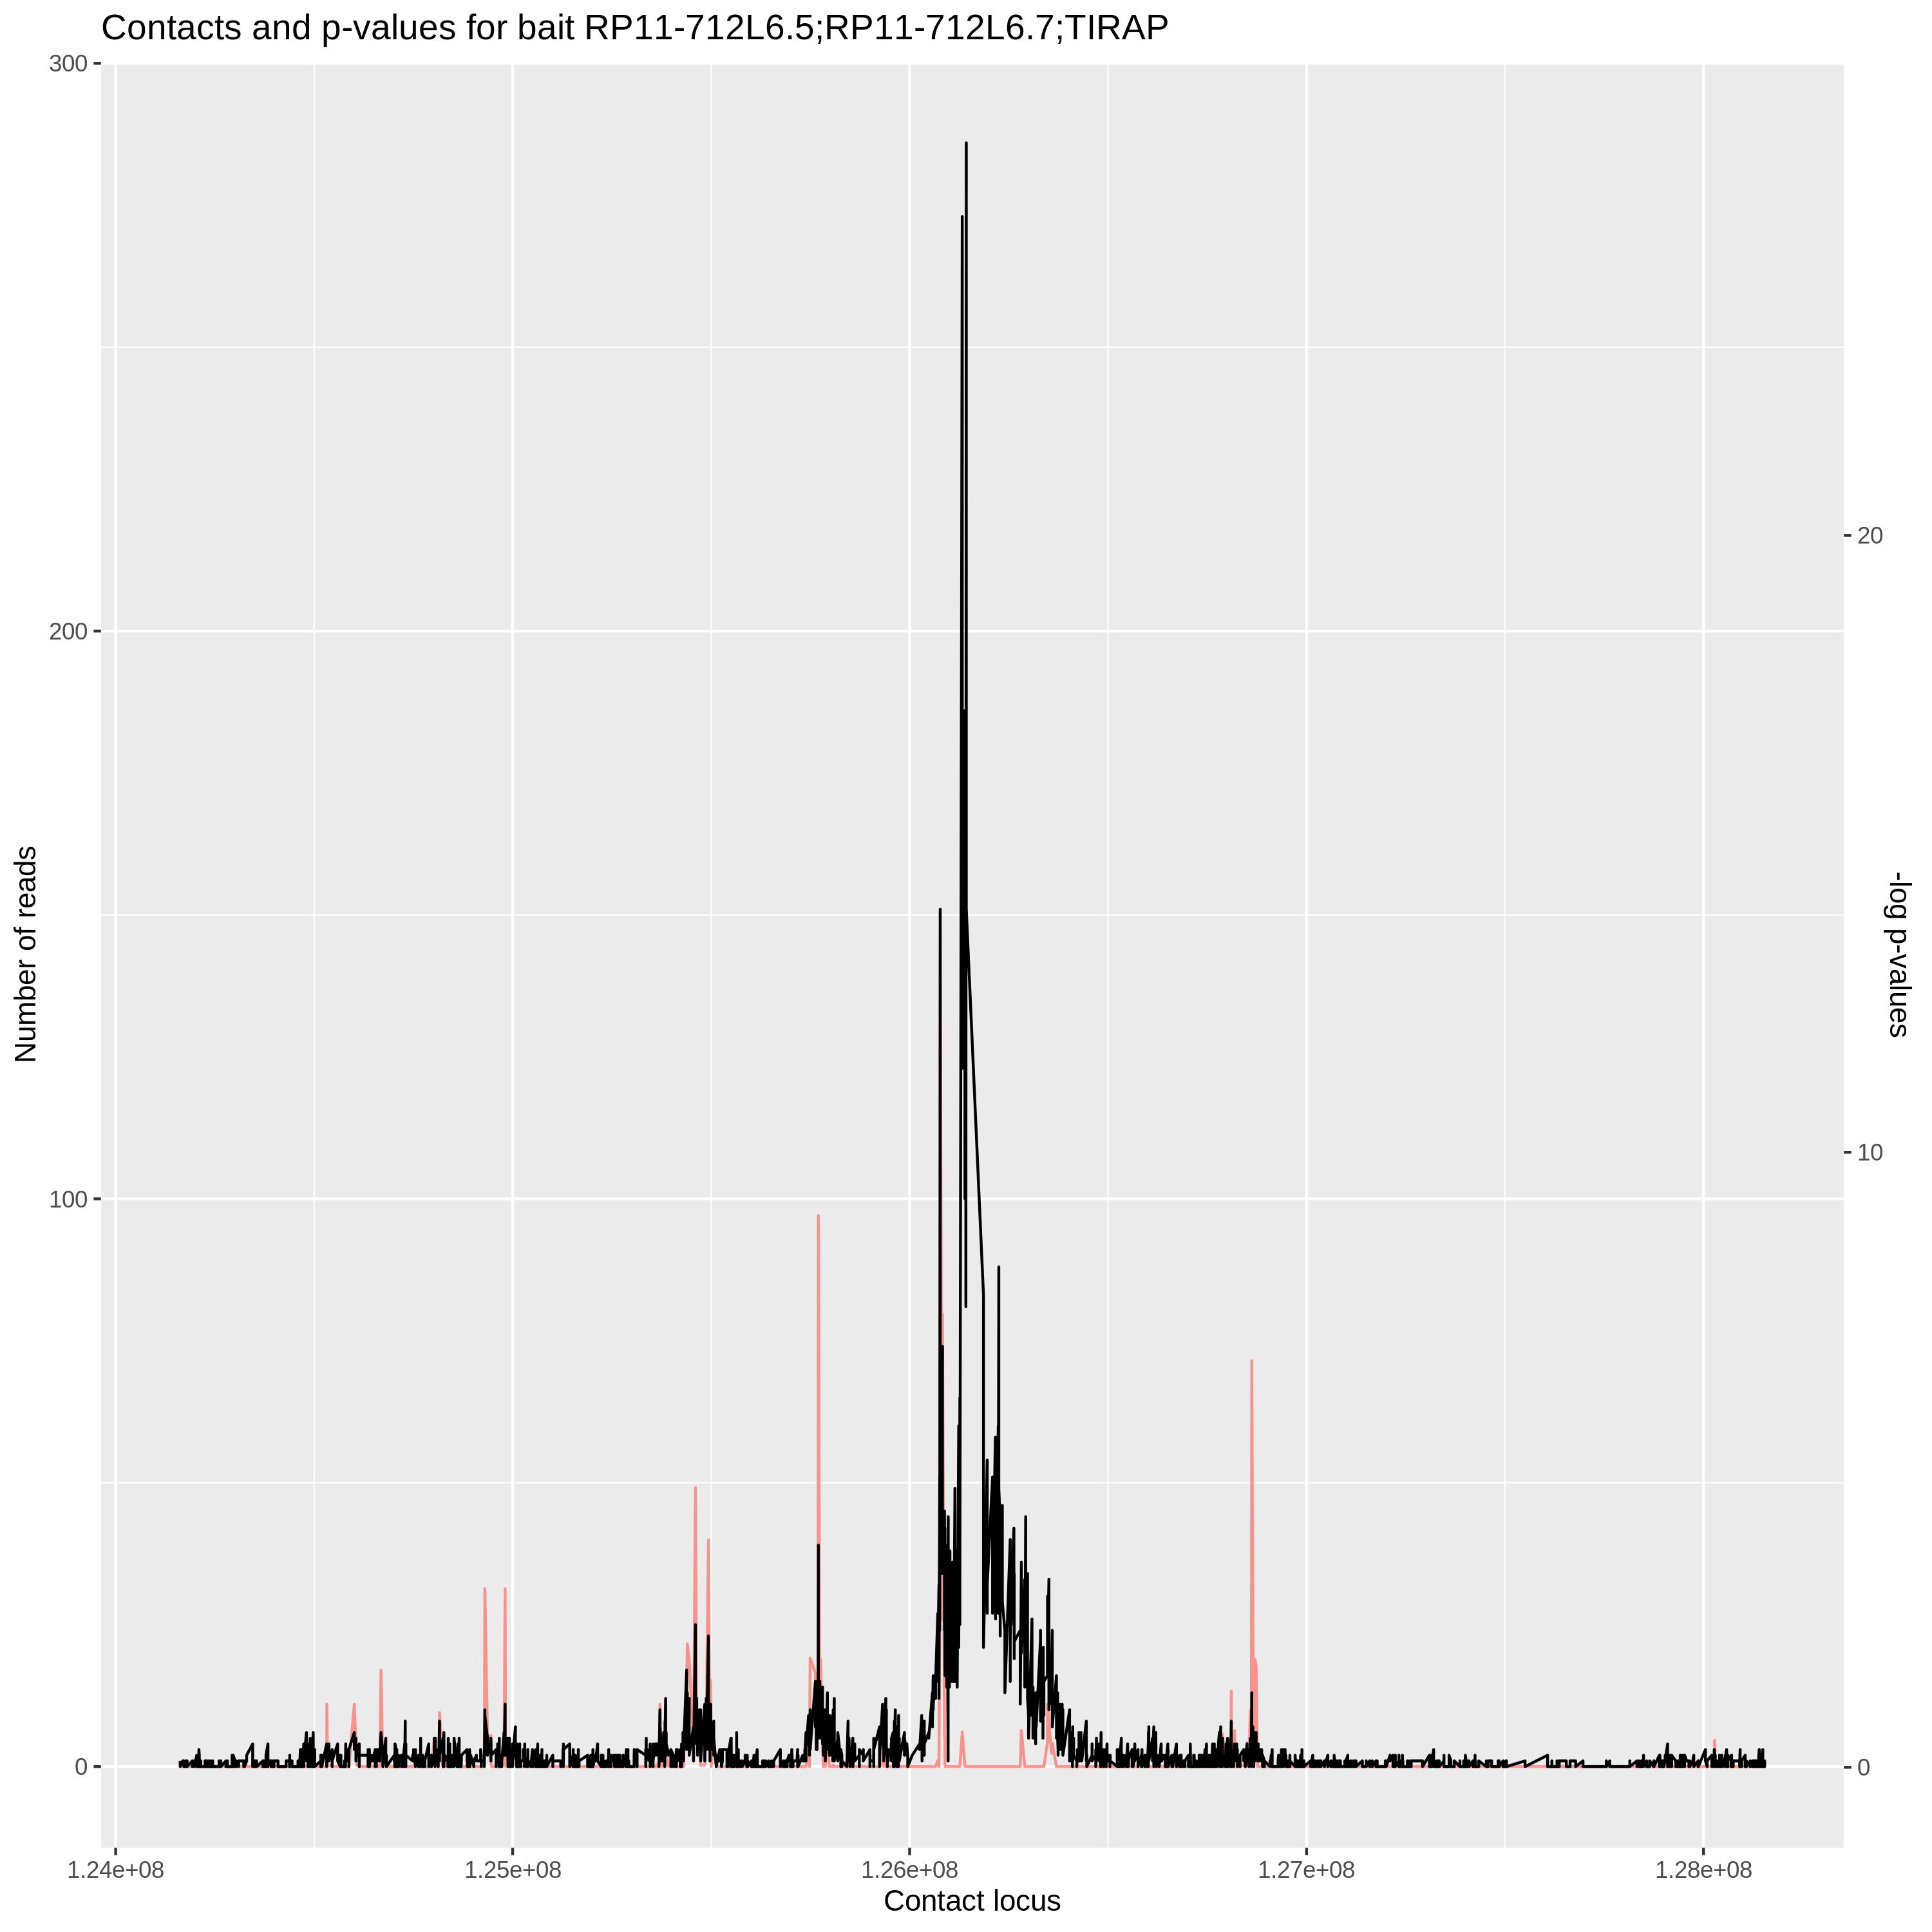 Contacts and p-values for bait RP11-712L6.5;RP11-712L6.7;TIRAP
300
200
100
0
Number of reads
20
10
0
-log p-values
1.24e+08 1.25e+08 1.26e+08 1.27e+08 1.28e+08
Contact locus